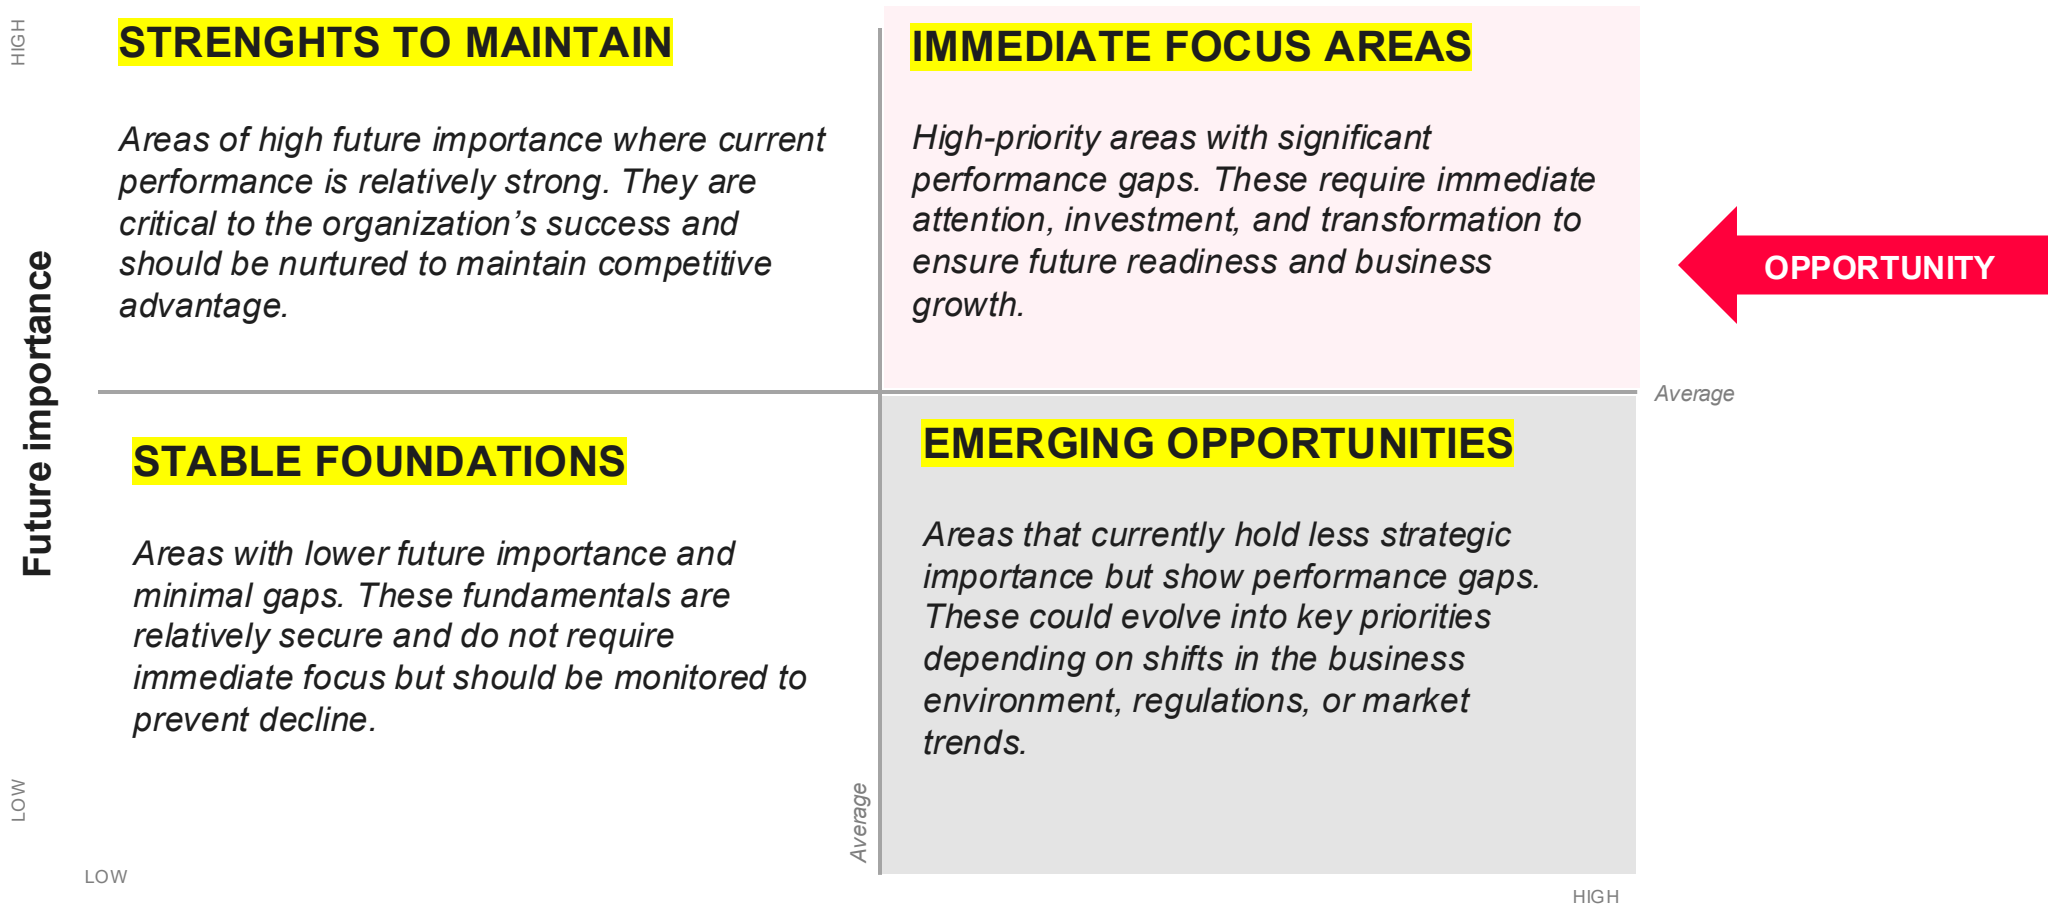 HIGH
STRENGHTS TO MAINTAIN
Areas of high future importance where current
performance is relatively strong. They are
critical to the organization’s success and
should be nurtured to maintain competitive
advantage.
IMMEDIATE FOCUS AREAS
High-priority areas with significant
performance gaps. These require immediate
attention, investment, and transformation to
ensure future readiness and business
growth.
OPPORTUNITY
Future importance
Average
STABLE FOUNDATIONS
Areas with lower future importance and
minimal gaps. These fundamentals are
relatively secure and do not require
immediate focus but should be monitored to
prevent decline.
EMERGING OPPORTUNITIES
Areas that currently hold less strategic
importance but show performance gaps.
These could evolve into key priorities
depending on shifts in the business
environment, regulations, or market
trends.
LOW
Average
LOW
HIGH